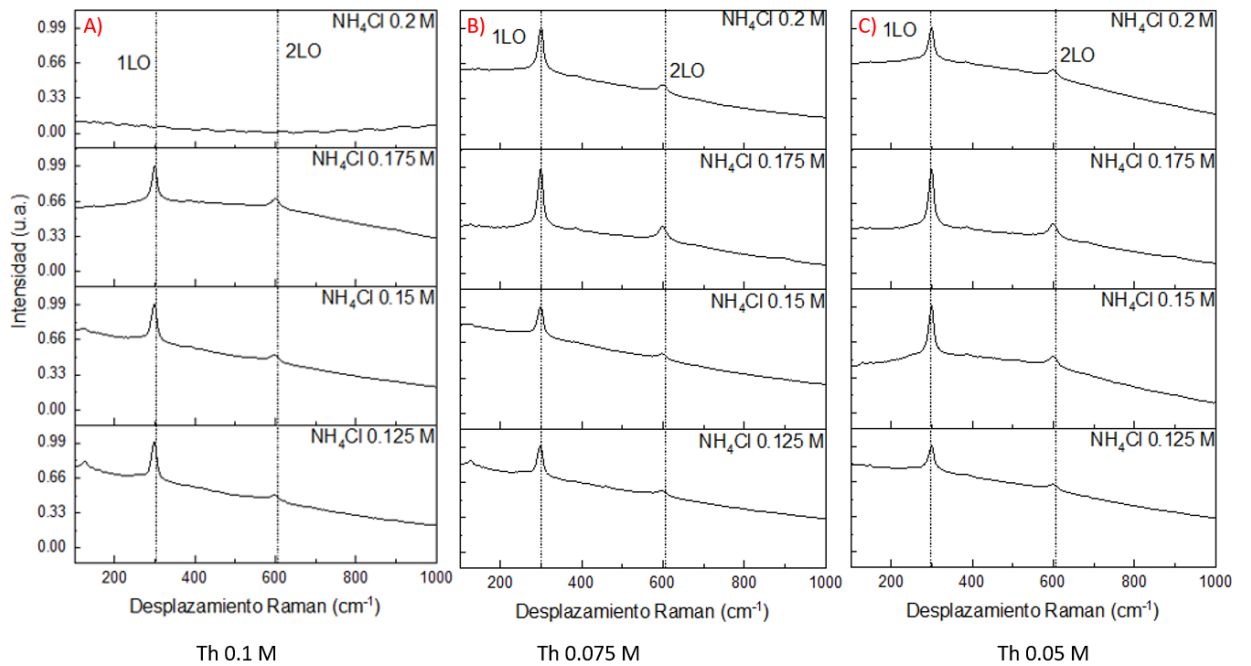 A)
NH₄Cl 0.2 M
1LO
2LO
0.99
0.66
0.33
0.00
NH₄Cl 0.175 M
0.99
0.66
0.33
0.00
NH₄Cl 0.15 M
0.99
0.66
0.33
0.00
NH₄Cl 0.125 M
0.99
0.66
0.33
0.00
Intensidad (u.a.)
200 400 600 800 1000
Desplazamiento Raman (cm⁻¹)
Th 0.1 M
B)
NH₄Cl 0.2 M
1LO
2LO
NH₄Cl 0.175 M
NH₄Cl 0.15 M
NH₄Cl 0.125 M
200 400 600 800 1000
Desplazamiento Raman (cm⁻¹)
Th 0.075 M
C)
NH₄Cl 0.2 M
1LO
2LO
NH₄Cl 0.175 M
NH₄Cl 0.15 M
NH₄Cl 0.125 M
200 400 600 800 1000
Desplazamiento Raman (cm⁻¹)
Th 0.05 M